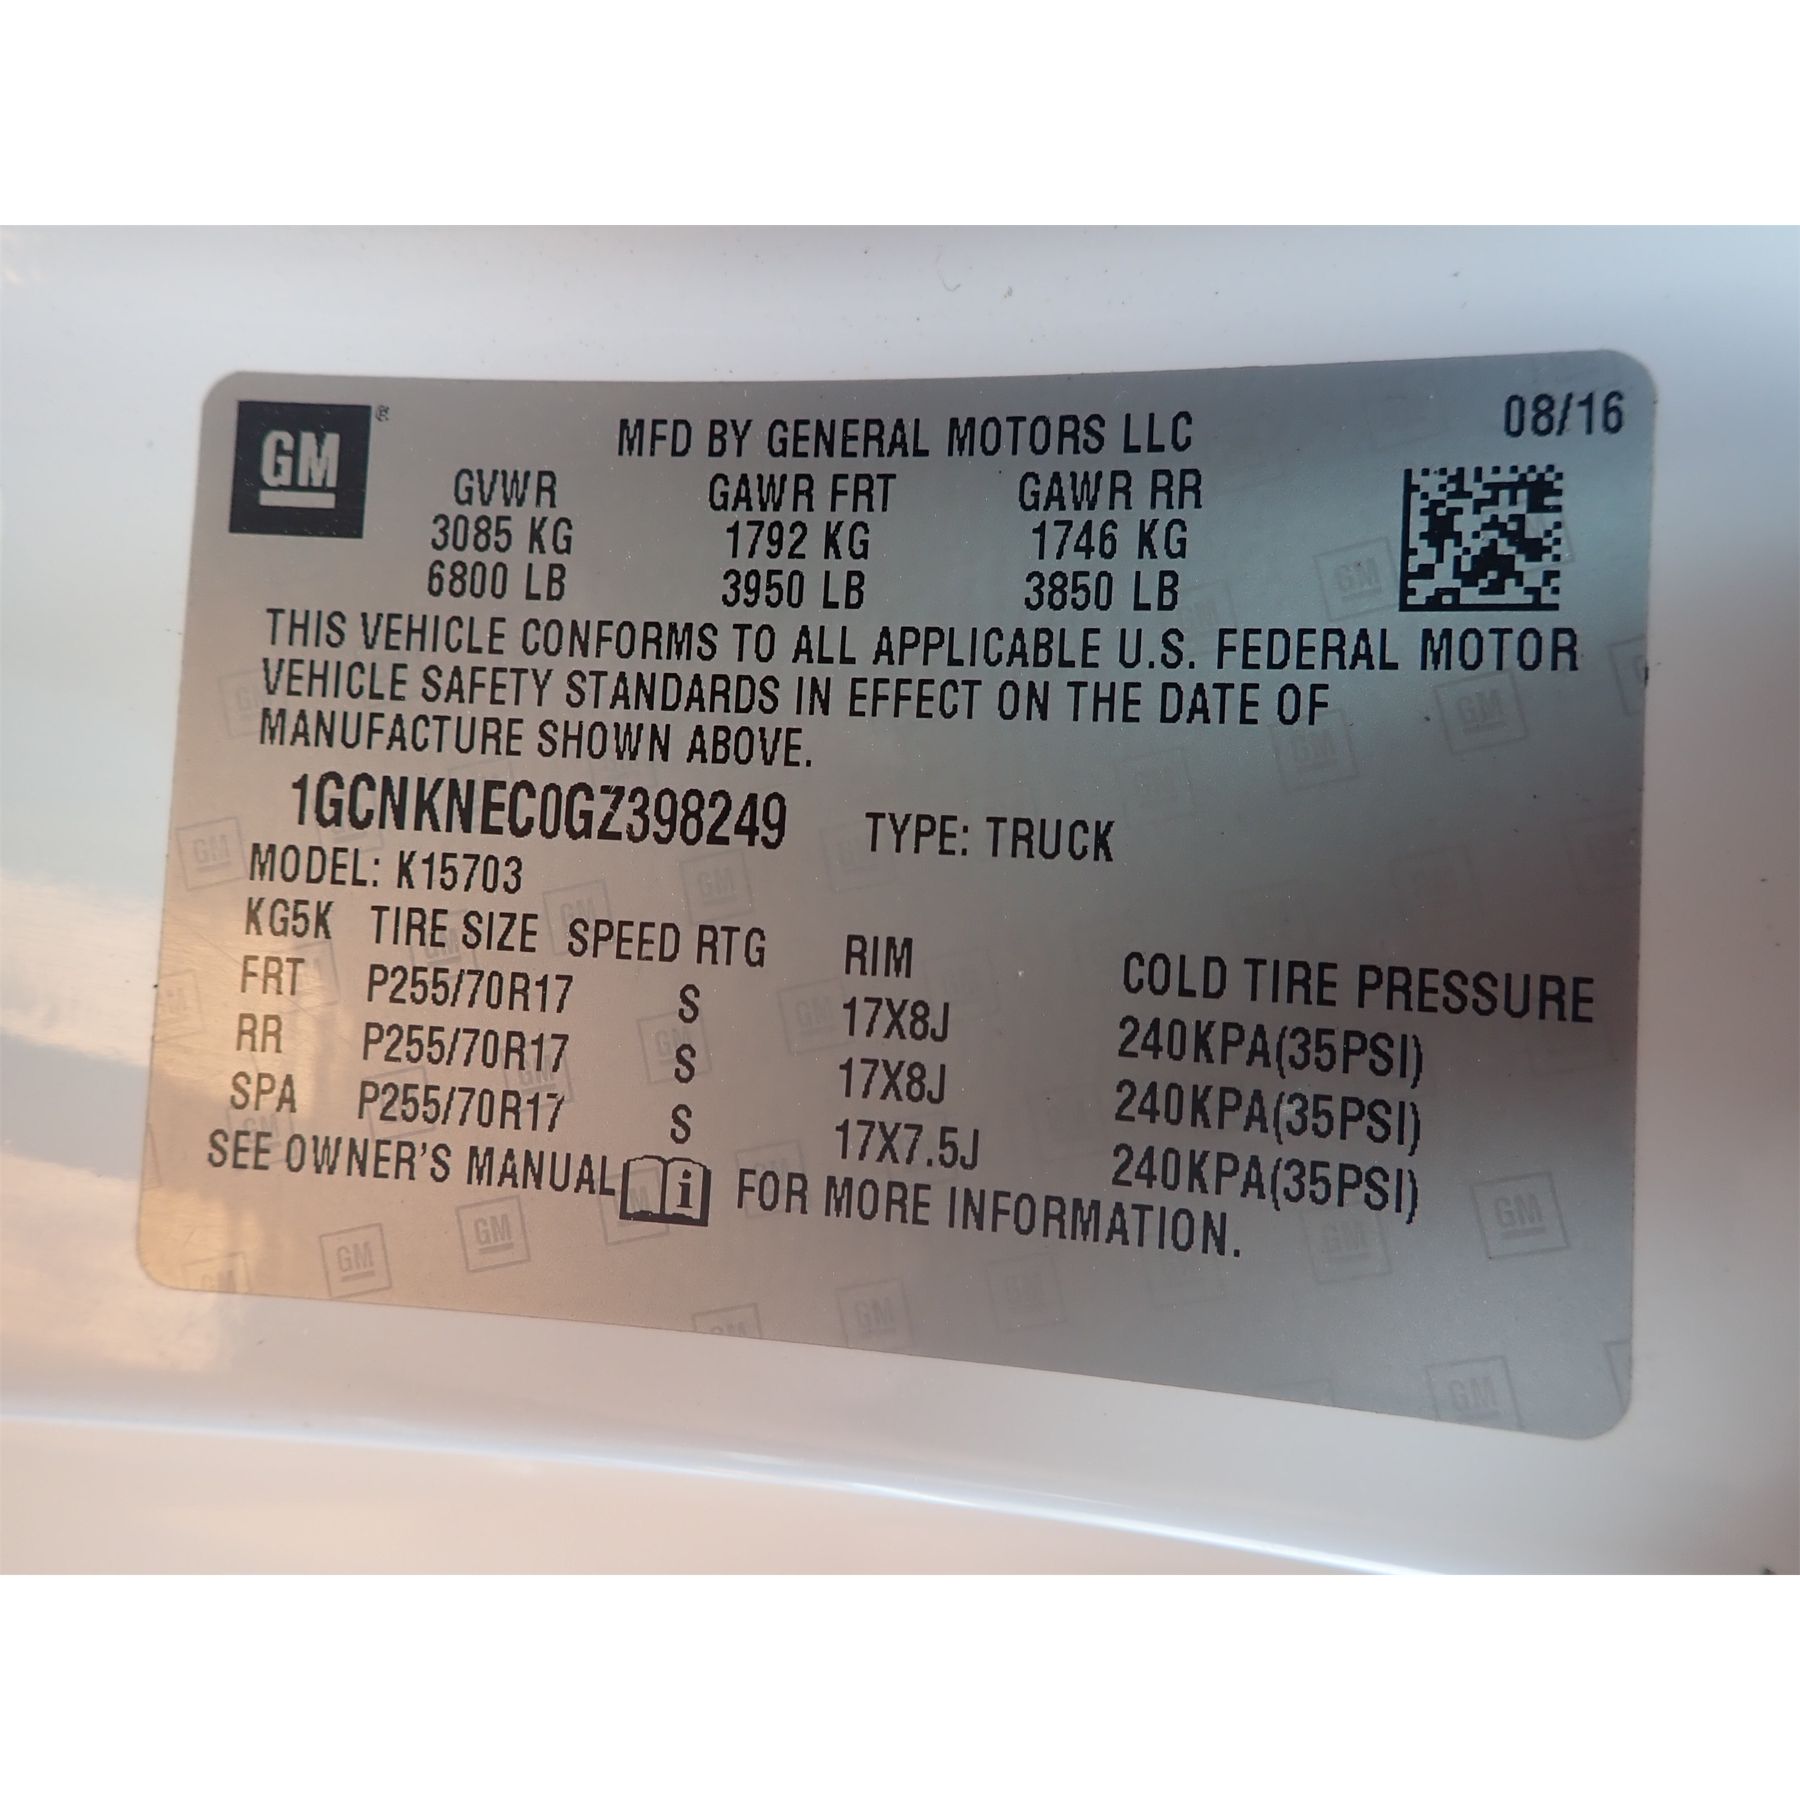 GM ®
MFD BY GENERAL MOTORS LLC 08/16
GVWR GAWR FRT GAWR RR
3085 KG 1792 KG 1746 KG
6800 LB 3950 LB 3850 LB
THIS VEHICLE CONFORMS TO ALL APPLICABLE U.S. FEDERAL MOTOR
VEHICLE SAFETY STANDARDS IN EFFECT ON THE DATE OF
MANUFACTURE SHOWN ABOVE.
1GCNKNEC0GZ398249 TYPE: TRUCK
MODEL: K15703
KG5K TIRE SIZE SPEED RTG RIM COLD TIRE PRESSURE
FRT P255/70R17 S 17X8J 240KPA(35PSI)
RR P255/70R17 S 17X8J 240KPA(35PSI)
SPA P255/70R17 S 17X7.5J 240KPA(35PSI)
SEE OWNER'S MANUAL i FOR MORE INFORMATION.